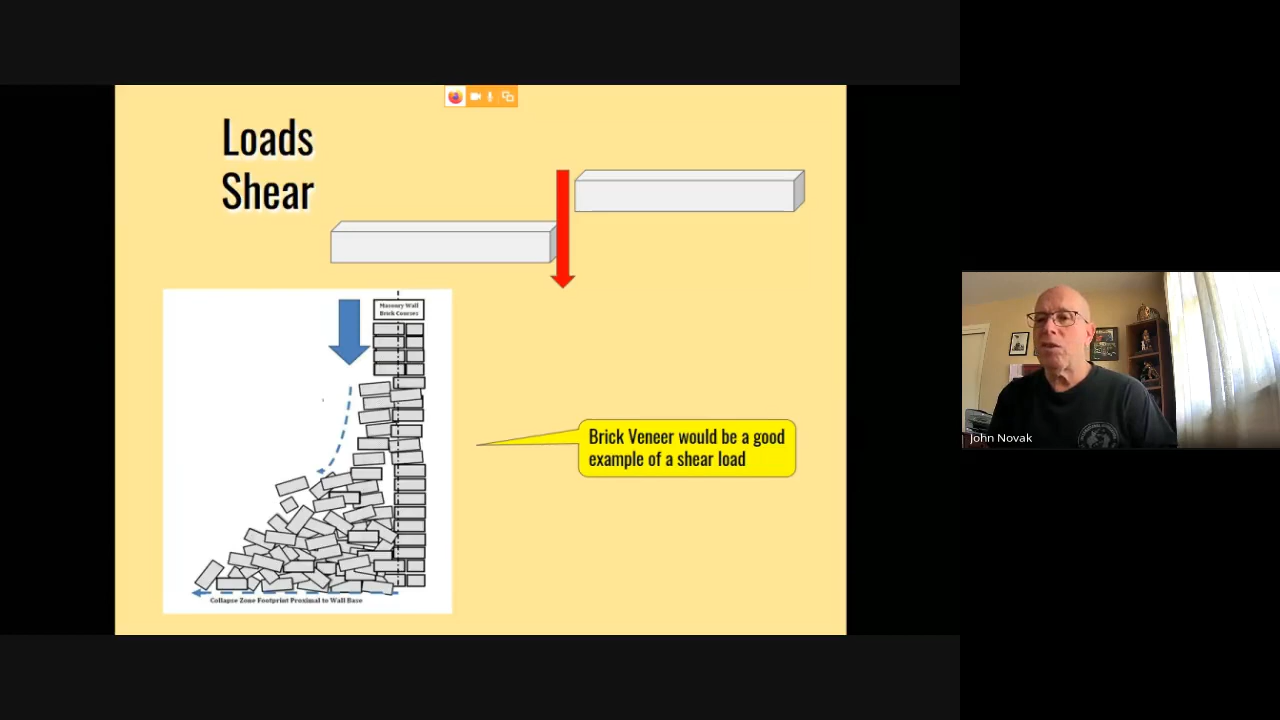 Loads
Shear
Masonry Wall
Brick Courses
Brick Veneer would be a good
example of a shear load
Collapse Zone Footprint Proximal to Wall Base
John Novak